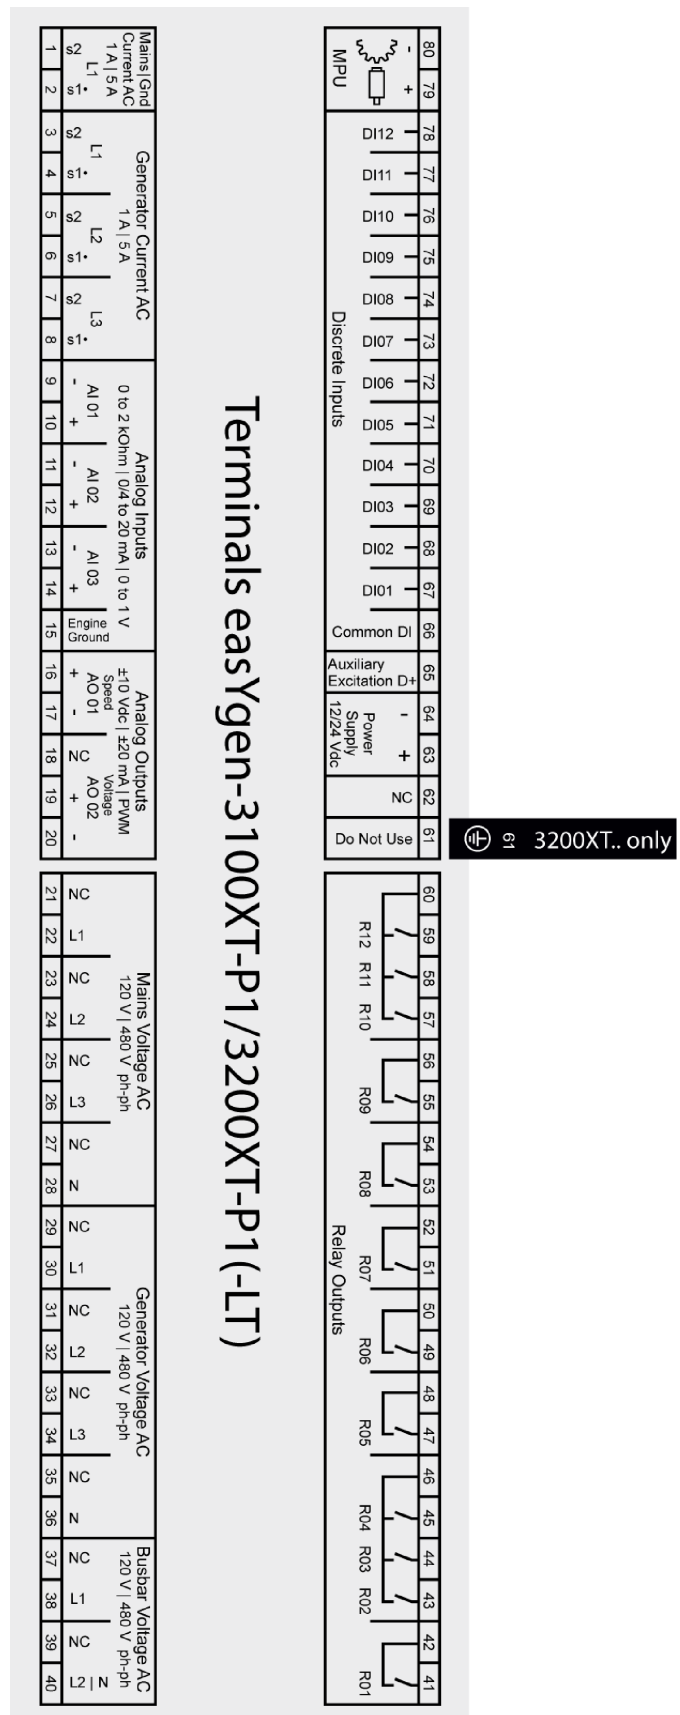 Terminals easYgen-3100XT-P1/3200XT-P1(-LT)
Mains|Gnd
Current AC
1 A | 5 A
L1
1 s2
2 s1•
Generator Current AC
1 A | 5 A
L1
3 s2
4 s1•
L2
5 s2
6 s1•
L3
7 s2
8 s1•
Analog Inputs
0 to 2 kOhm | 0/4 to 20 mA | 0 to 1 V
AI 01
9 -
10 +
AI 02
11 -
12 +
AI 03
13 -
14 +
15 Engine
Ground
Analog Outputs
±10 Vdc | ±20 mA | PWM
Speed
AO 01
16 +
17 -
18 NC
Voltage
AO 02
19 +
20 -
Mains Voltage AC
120 V | 480 V ph-ph
21 NC
22 L1
23 NC
24 L2
25 NC
26 L3
27 NC
28 N
Generator Voltage AC
120 V | 480 V ph-ph
29 NC
30 L1
31 NC
32 L2
33 NC
34 L3
35 NC
36 N
Busbar Voltage AC
120 V | 480 V ph-ph
37 NC
38 L1
39 NC
40 L2 | N
MPU
- 80
+ 79
Discrete Inputs
DI12 78
DI11 77
DI10 76
DI09 75
DI08 74
DI07 73
DI06 72
DI05 71
DI04 70
DI03 69
DI02 68
DI01 67
Common DI 66
Auxiliary
Excitation D+ 65
Power
Supply
12/24 Vdc
- 64
+ 63
NC 62
Do Not Use 61
61 3200XT.. only
Relay Outputs
60
R12 59
R11 58
R10 57
56
R09 55
54
R08 53
52
R07 51
50
R06 49
48
R05 47
46
R04 45
R03 44
R02 43
42
R01 41